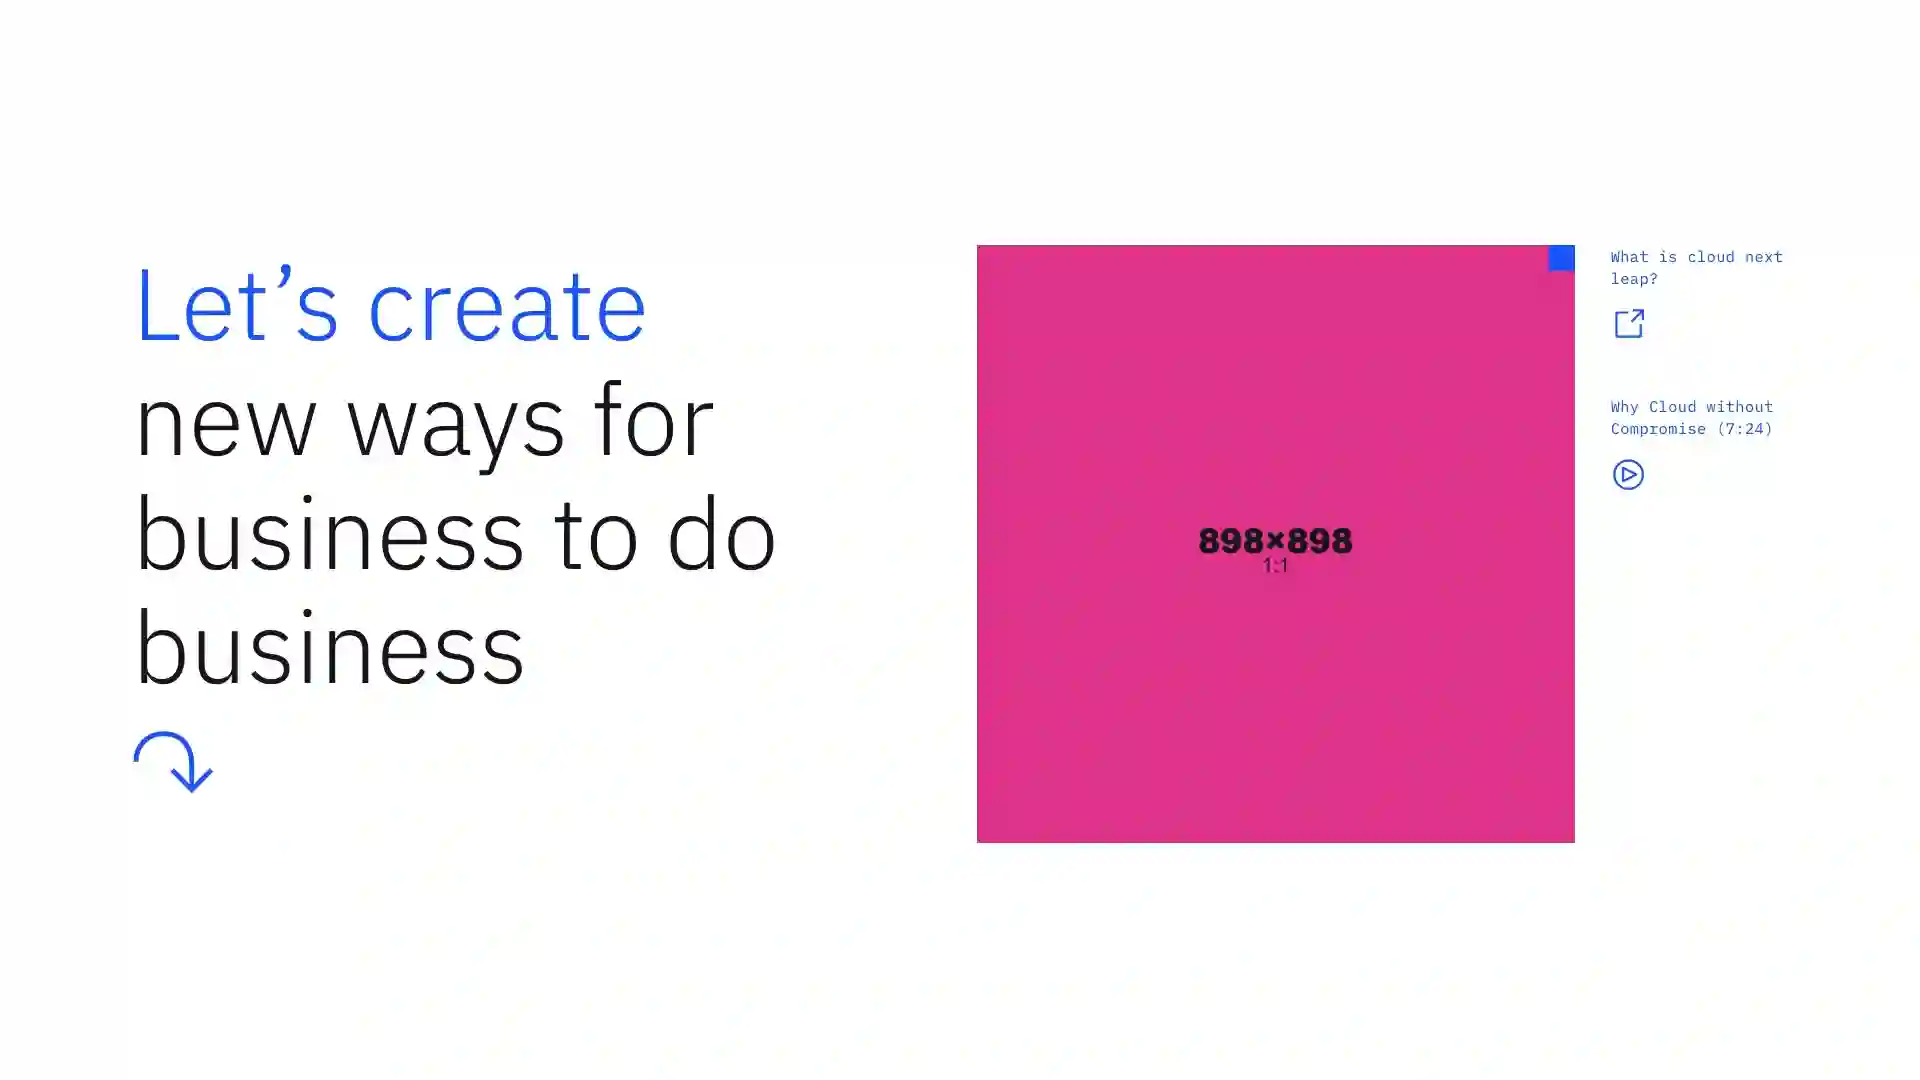 Let’s create
new ways for
business to do
business
898×898
1:1
What is cloud next
leap?
Why Cloud without
Compromise (7:24)